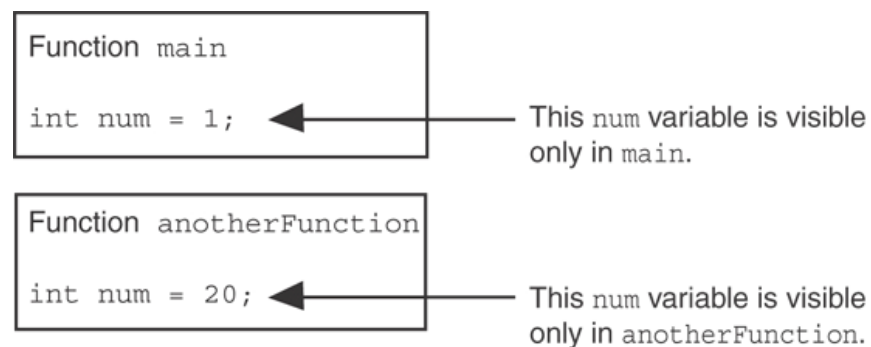 Function main
int num = 1;
This num variable is visible
only in main.
Function anotherFunction
int num = 20;
This num variable is visible
only in anotherFunction.